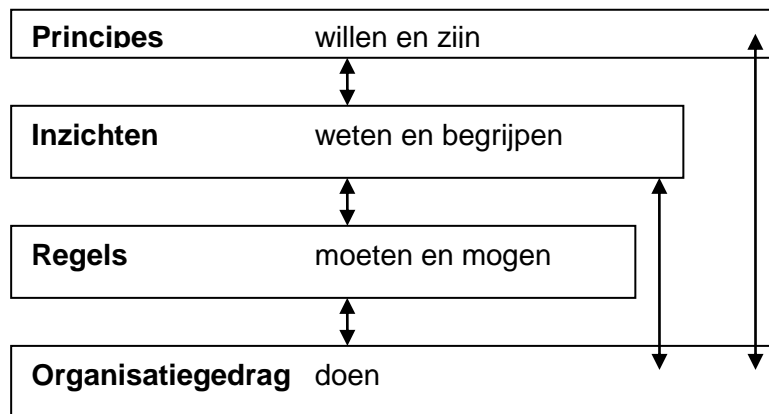 Principes willen en zijn
Inzichten weten en begrijpen
Regels moeten en mogen
Organisatiegedrag doen